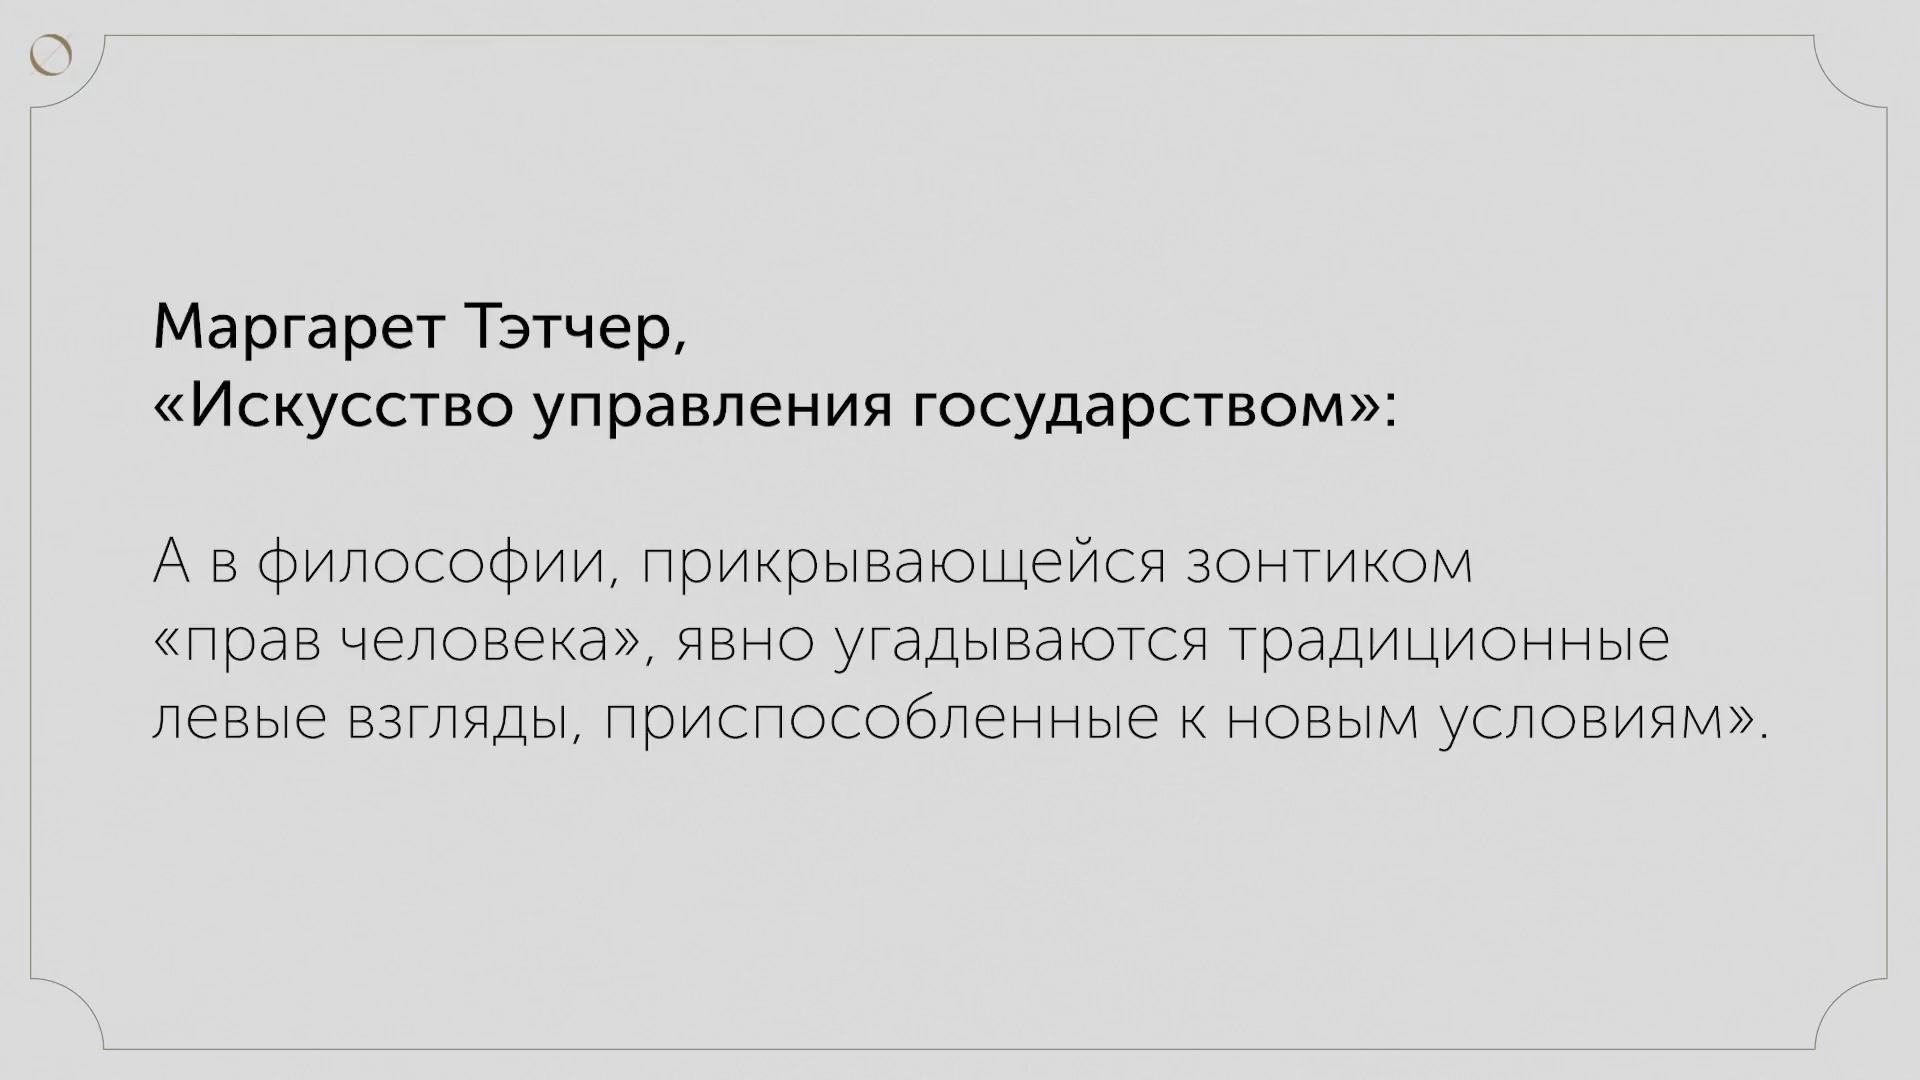 Маргарет Тэтчер,
«Искусство управления государством»:
А в философии, прикрывающейся зонтиком
«прав человека», явно угадываются традиционные
левые взгляды, приспособленные к новым условиям».